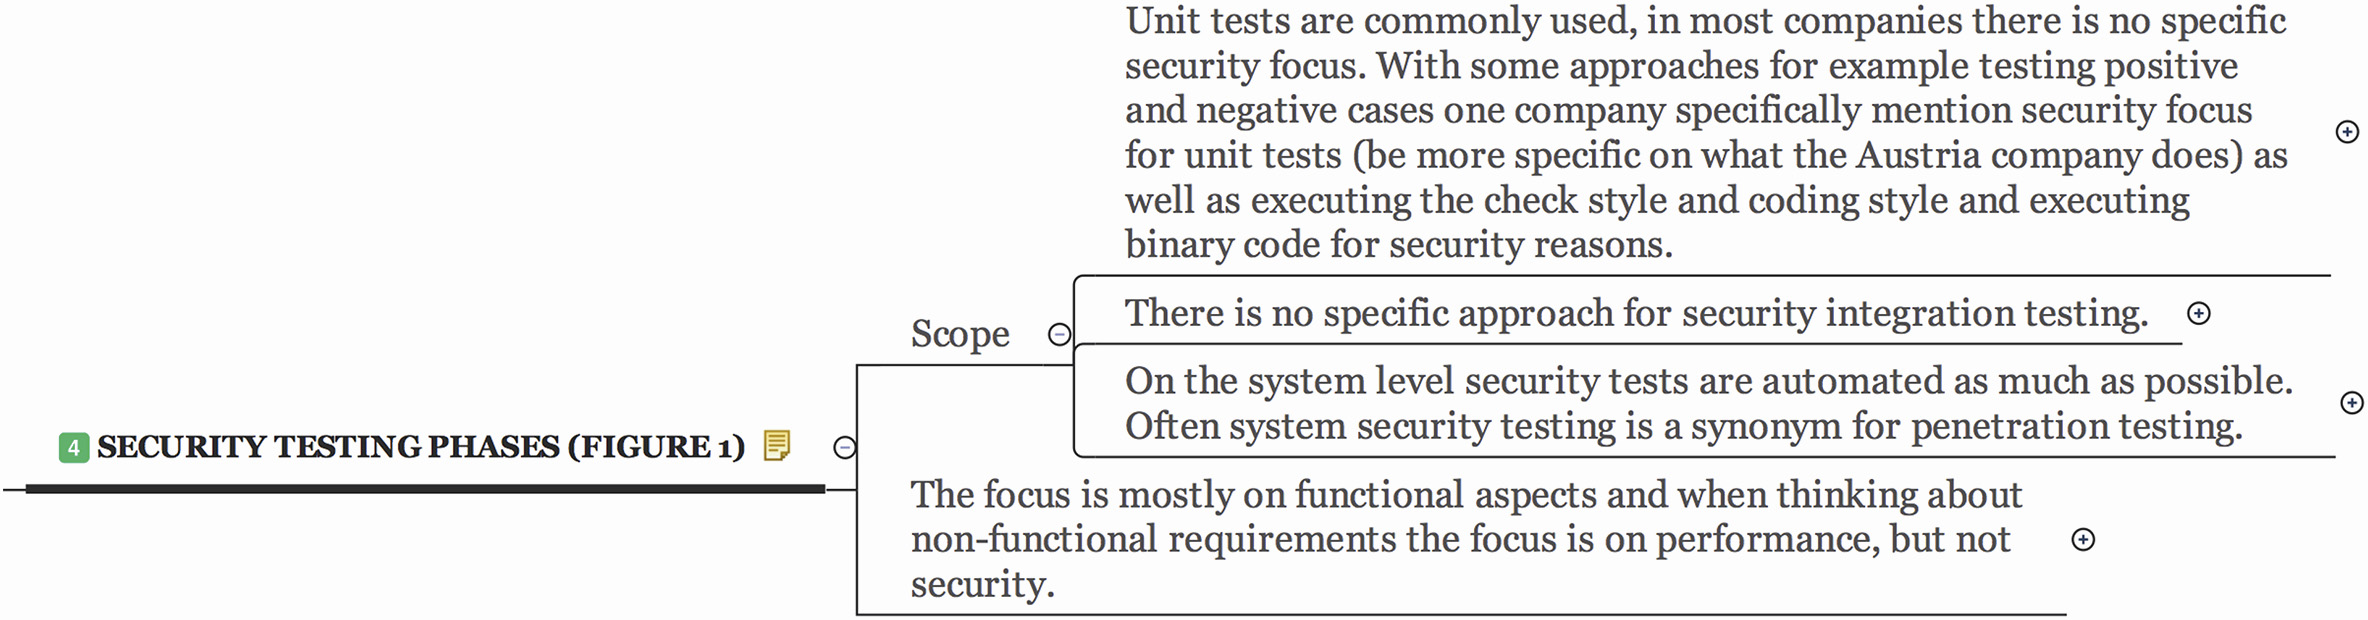 Unit tests are commonly used, in most companies there is no specific
security focus. With some approaches for example testing positive
and negative cases one company specifically mention security focus
for unit tests (be more specific on what the Austria company does) as
well as executing the check style and coding style and executing
binary code for security reasons.
Scope
There is no specific approach for security integration testing.
On the system level security tests are automated as much as possible.
Often system security testing is a synonym for penetration testing.
4 SECURITY TESTING PHASES (FIGURE 1)
The focus is mostly on functional aspects and when thinking about
non-functional requirements the focus is on performance, but not
security.